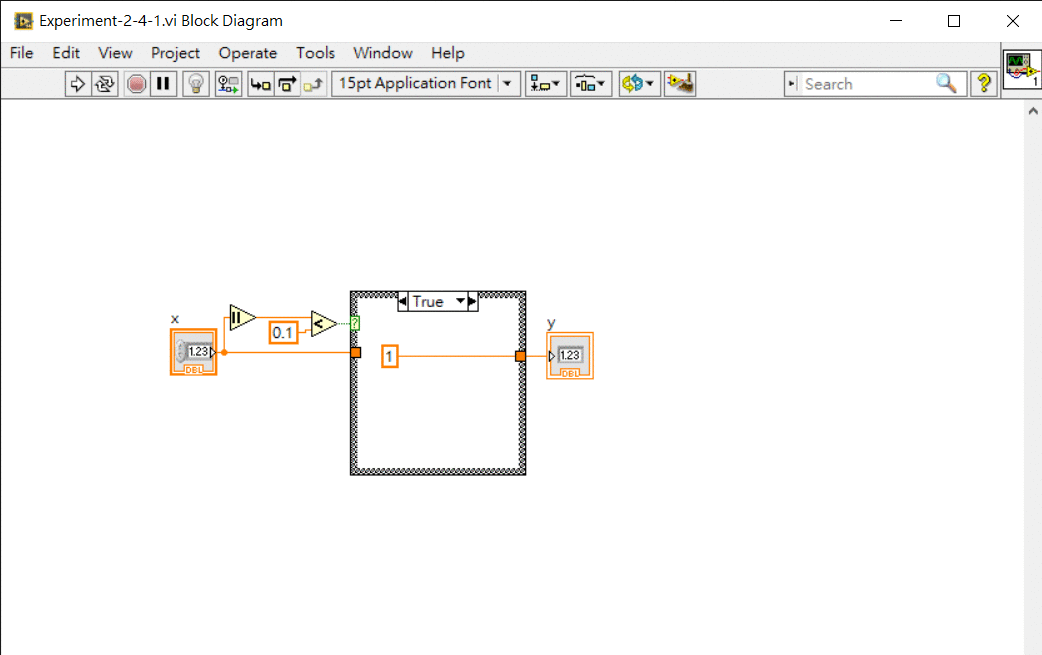 Experiment-2-4-1.vi Block Diagram
File Edit View Project Operate Tools Window Help
15pt Application Font
Search
?
1
True
x
1.23
DBL
0.1
<
?
1
y
1.23
DBL